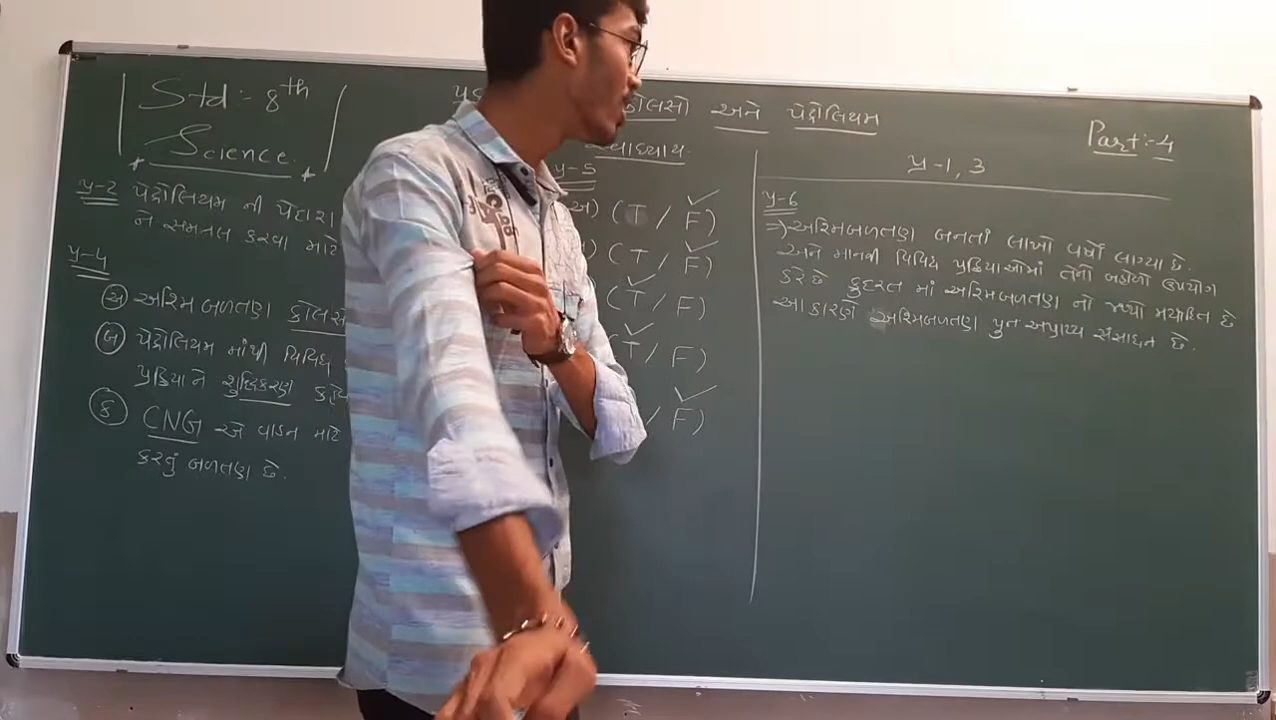 Std :- 8th
Science.
કોલસો અને પેટ્રોલિયમ
Part :- 4
સ્વાધ્યાય
પ્ર-2 પેટ્રોલિયમ ની પેદાશ
ને સમતલ કરવા માટે
પ્ર-4
અ અશ્મિબળતણ કોલસો
બ પેટ્રોલિયમ માંથી વિવિધ
પ્રક્રિયાને શુદ્ધિકરણ કહે
ક CNG એ વાહન માટે
કરનું બળતણ છે.
પ્ર-5
અ) (T / F)
(T / F)
(T / F)
(T / F)
/ F)
પ્ર-1, 3
પ્ર-6
⇒ અશ્મિબળતણ બનતાં લાખો વર્ષો લાગ્યા છે.
અને માનવી વિવિધ પ્રક્રિયાઓમાં તેનો બહોળો ઉપયોગ
કરે છે કુદરત માં અશ્મિબળતણ નો જથ્થો મર્યાદિત છે
આ કારણે અશ્મિબળતણ પુન અપ્રાપ્ય સંસાધન છે.